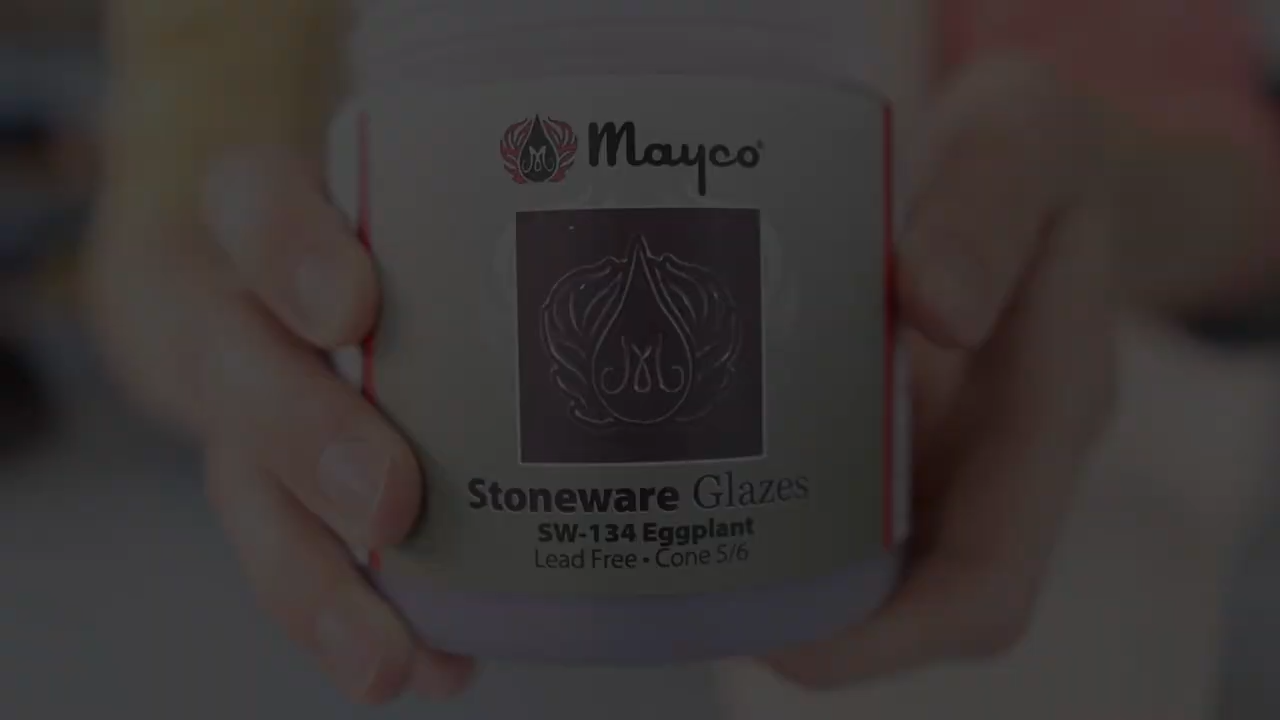 Mayco®
Stoneware Glazes
SW-134 Eggplant
Lead Free • Cone 5/6